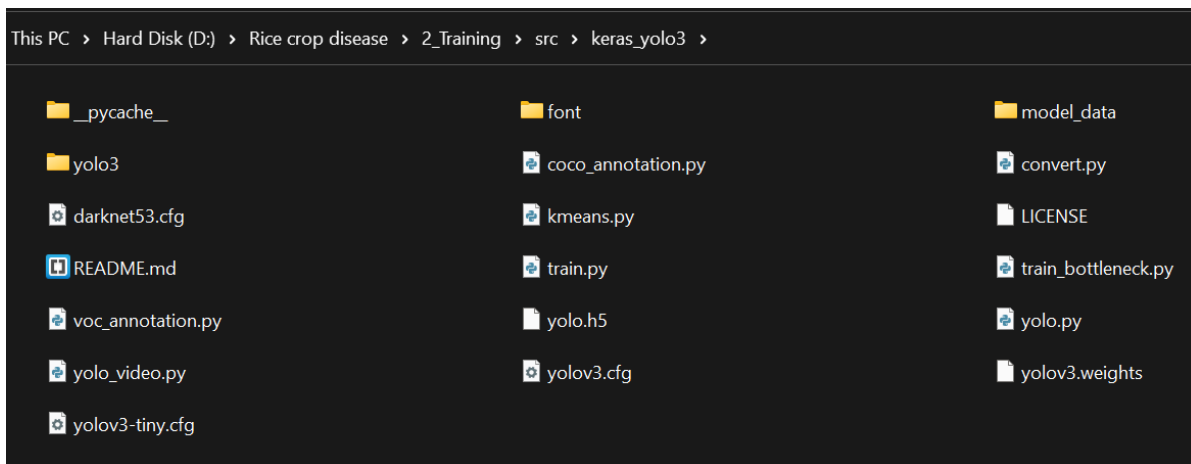 This PC > Hard Disk (D:) > Rice crop disease > 2_Training > src > keras_yolo3 >
__pycache__ font model_data
yolo3 coco_annotation.py convert.py
darknet53.cfg kmeans.py LICENSE
README.md train.py train_bottleneck.py
voc_annotation.py yolo.h5 yolo.py
yolo_video.py yolov3.cfg yolov3.weights
yolov3-tiny.cfg